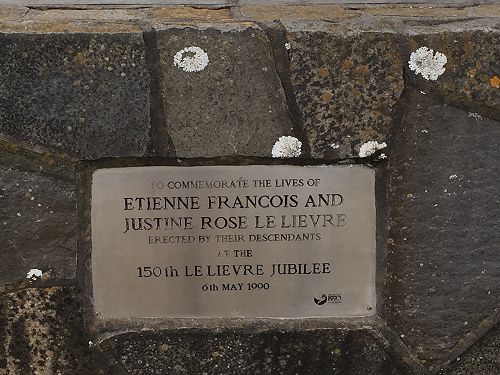 TO COMMEMORATE THE LIVES OF
ETIENNE FRANCOIS AND
JUSTINE ROSE LE LIEVRE
ERECTED BY THEIR DESCENDANTS
AT THE
150th LE LIEVRE JUBILEE
6th MAY 1990
1990